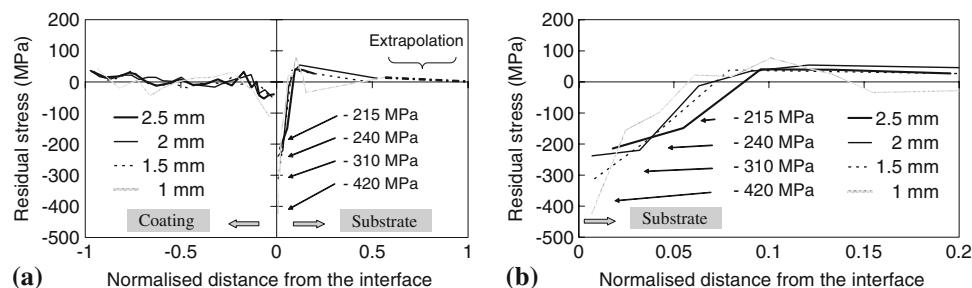 200
100
0
-100
-200
-300
-400
-500
Residual stress (MPa)
Extrapolation
2.5 mm
2 mm
1.5 mm
1 mm
- 215 MPa
- 240 MPa
- 310 MPa
- 420 MPa
Coating
Substrate
-1 -0.5 0 0.5 1
(a) Normalised distance from the interface
200
100
0
-100
-200
-300
-400
-500
Residual stress (MPa)
- 215 MPa
- 240 MPa
- 310 MPa
- 420 MPa
2.5 mm
2 mm
1.5 mm
1 mm
Substrate
0 0.05 0.1 0.15 0.2
(b) Normalised distance from the interface